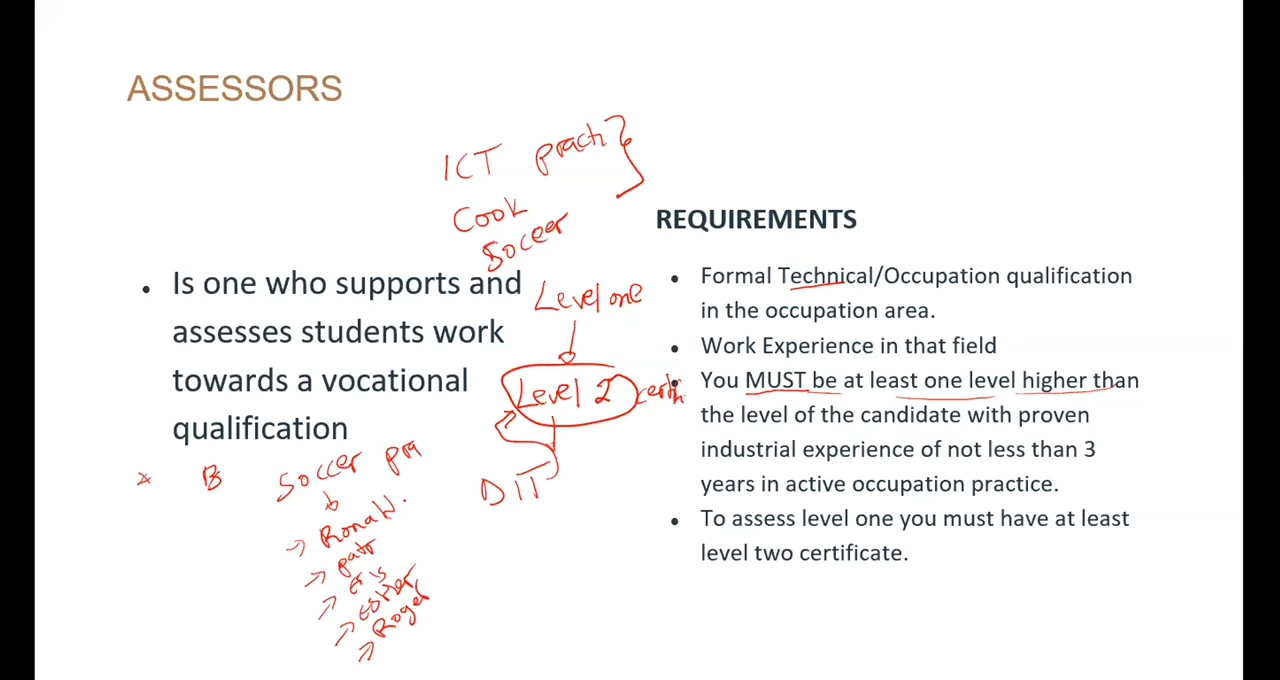 ASSESSORS
ICT practi
Cook
Soccer
• Is one who supports and
assesses students work
towards a vocational
qualification
Level one
Level 2
DIT
B
Soccer pra
Ronald.
Esther
Roger
REQUIREMENTS
• Formal Technical/Occupation qualification
in the occupation area.
• Work Experience in that field
• You MUST be at least one level higher than
the level of the candidate with proven
industrial experience of not less than 3
years in active occupation practice.
• To assess level one you must have at least
level two certificate.